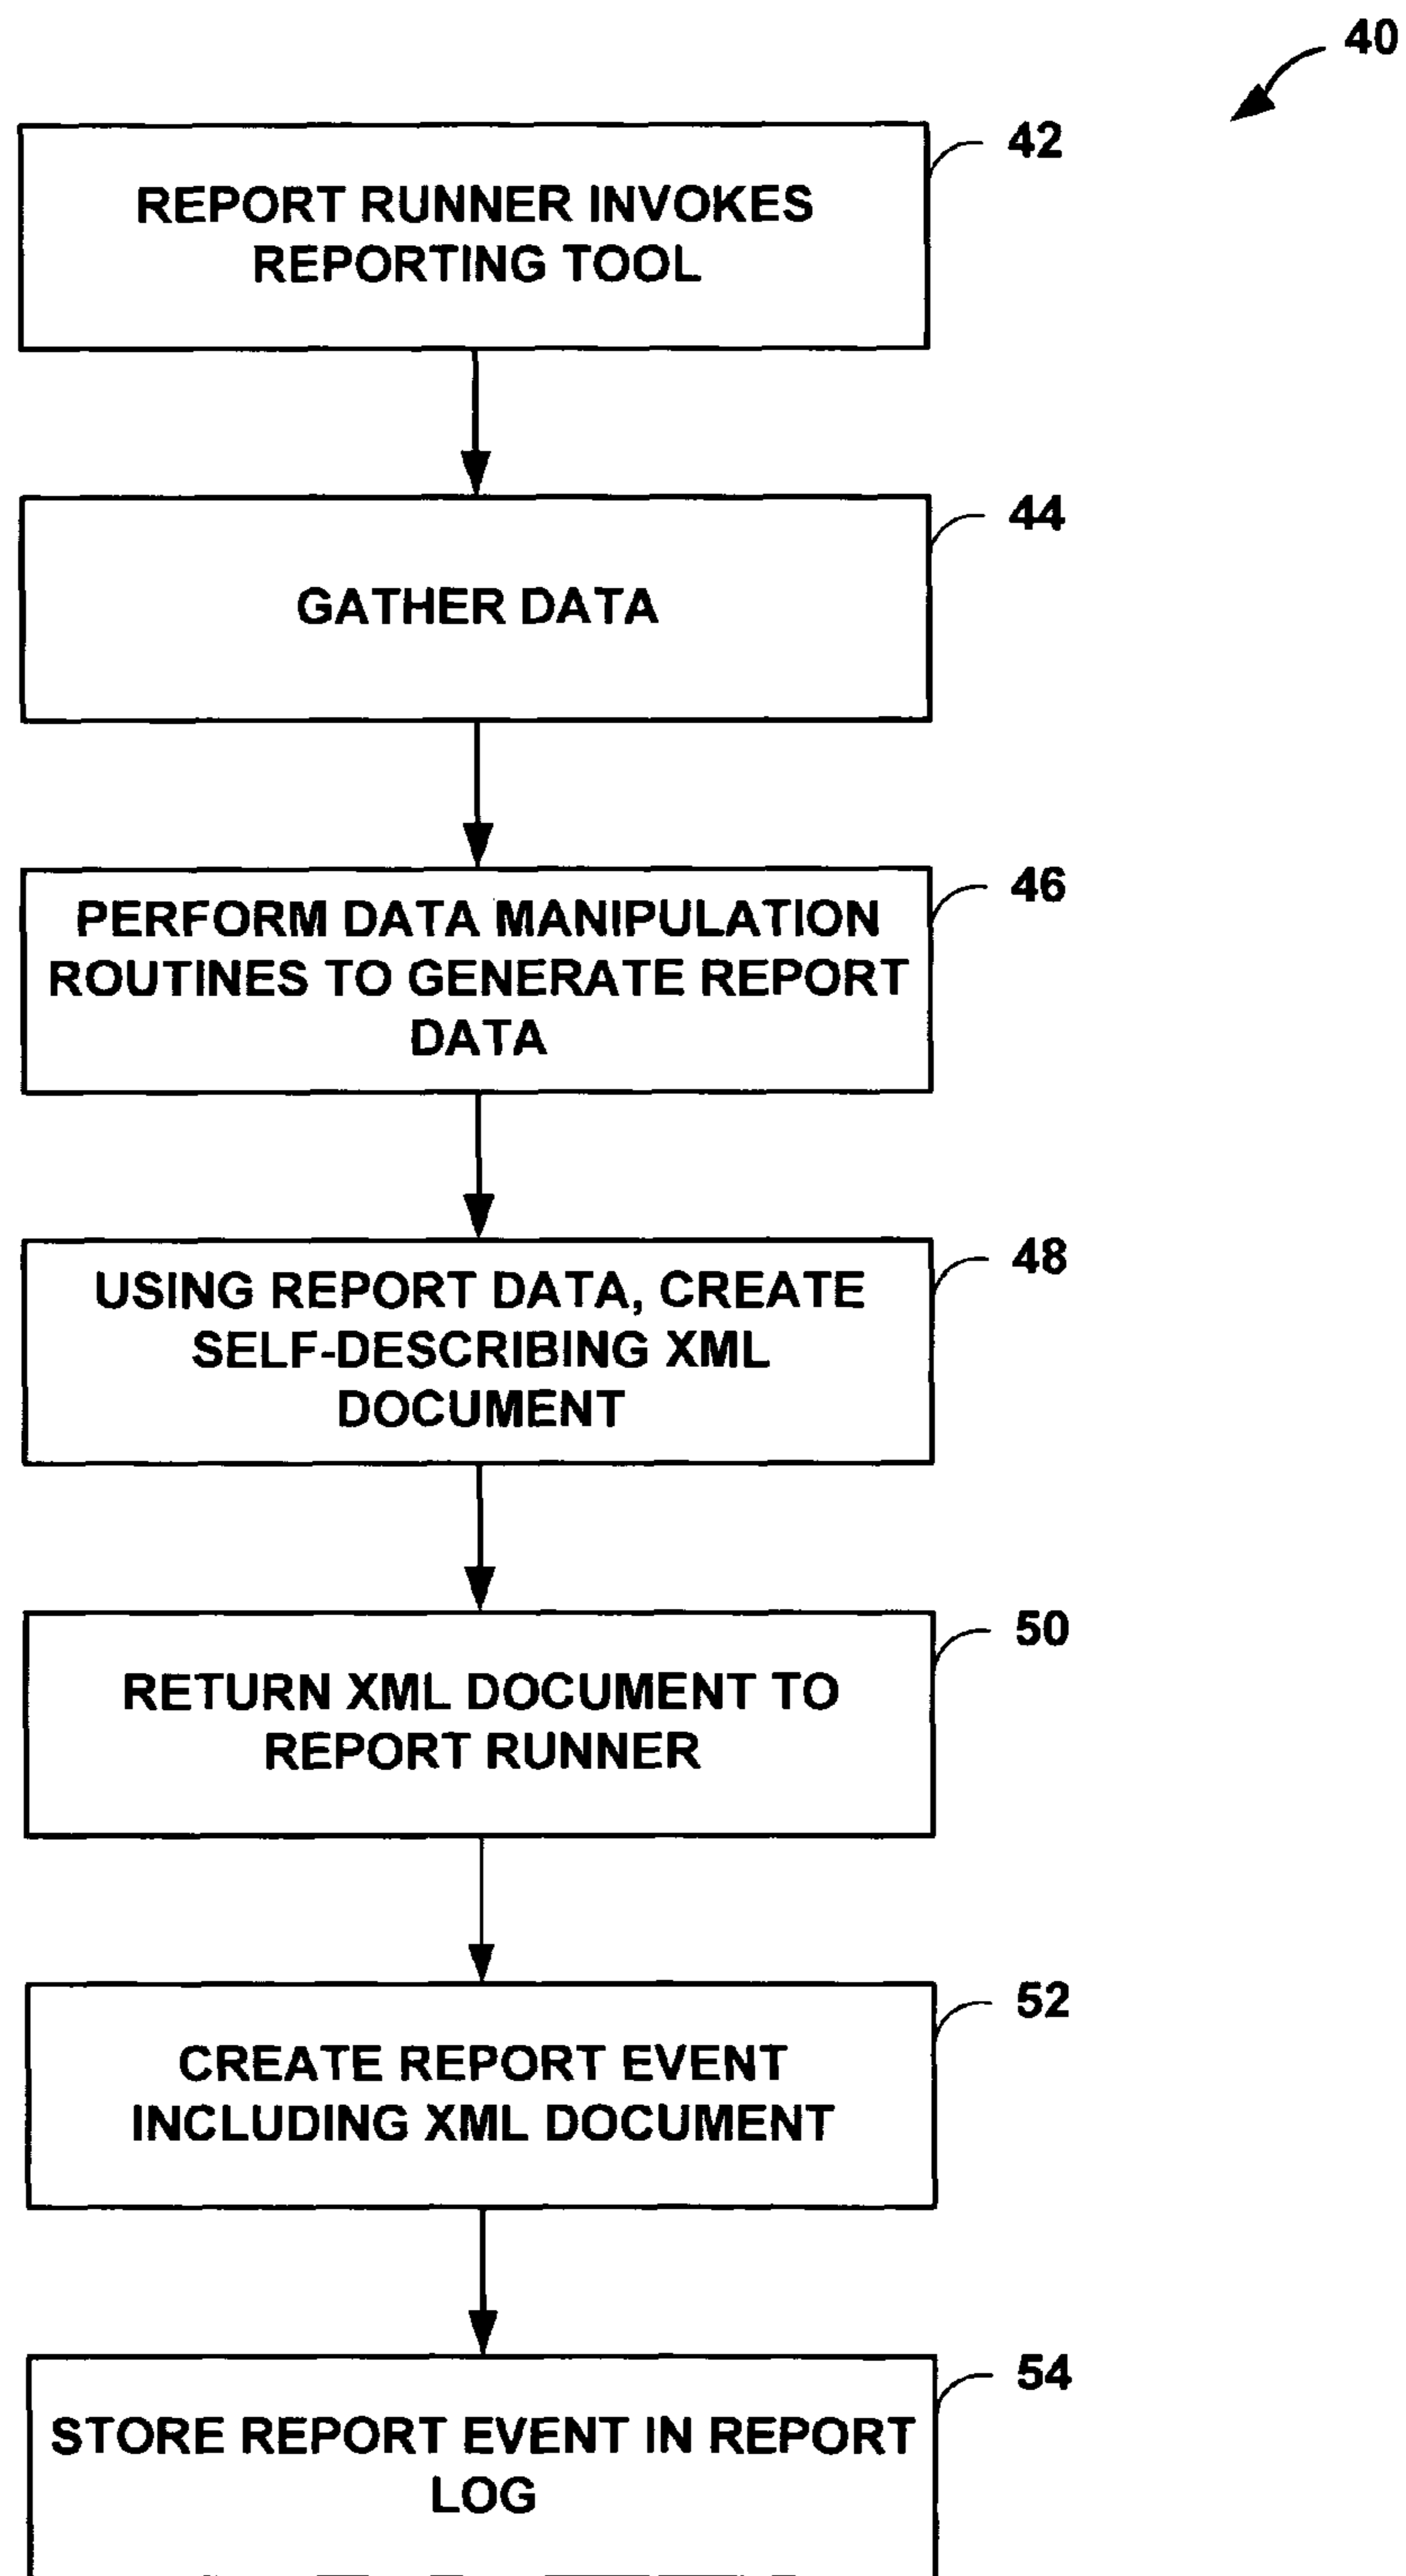 40
42
REPORT RUNNER INVOKES
REPORTING TOOL
44
GATHER DATA
46
PERFORM DATA MANIPULATION
ROUTINES TO GENERATE REPORT
DATA
48
USING REPORT DATA, CREATE
SELF-DESCRIBING XML
DOCUMENT
50
RETURN XML DOCUMENT TO
REPORT RUNNER
52
CREATE REPORT EVENT
INCLUDING XML DOCUMENT
54
STORE REPORT EVENT IN REPORT
LOG